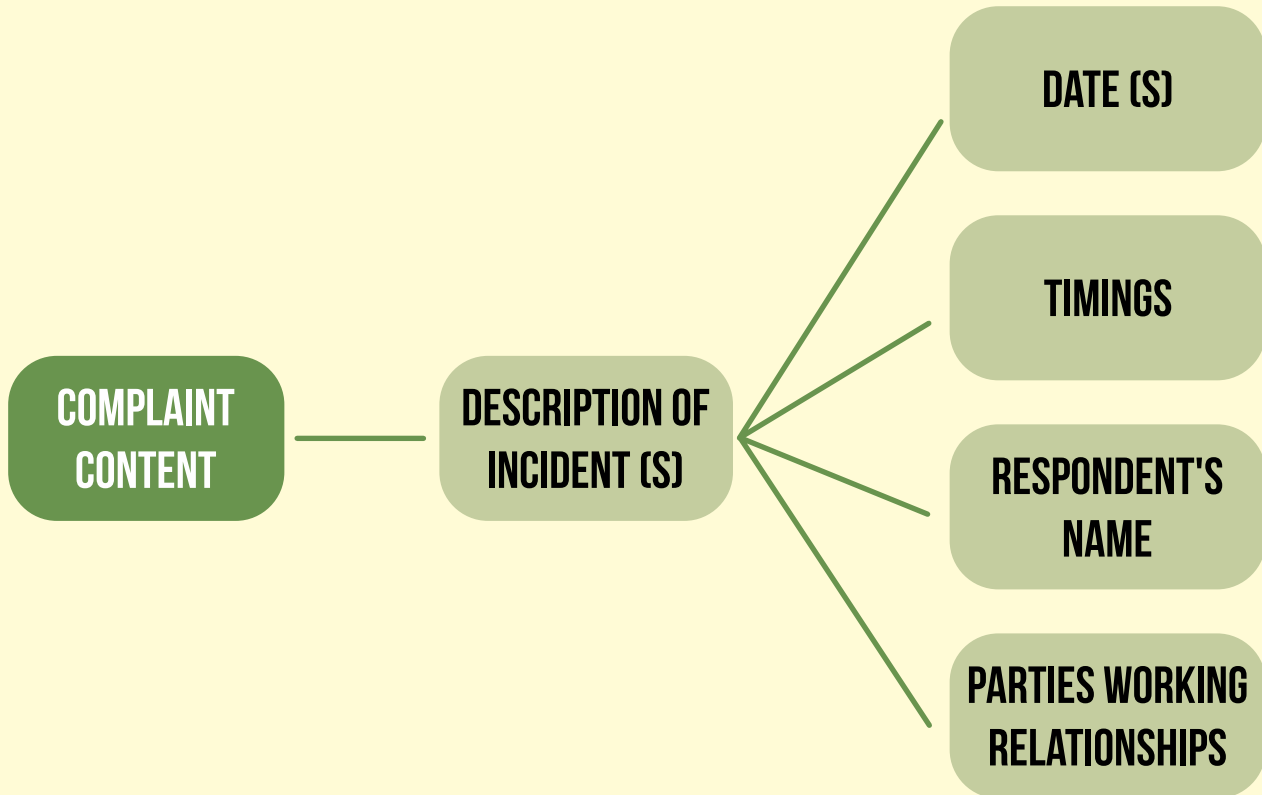 COMPLAINT
CONTENT
DESCRIPTION OF
INCIDENT (S)
DATE (S)
TIMINGS
RESPONDENT'S
NAME
PARTIES WORKING
RELATIONSHIPS